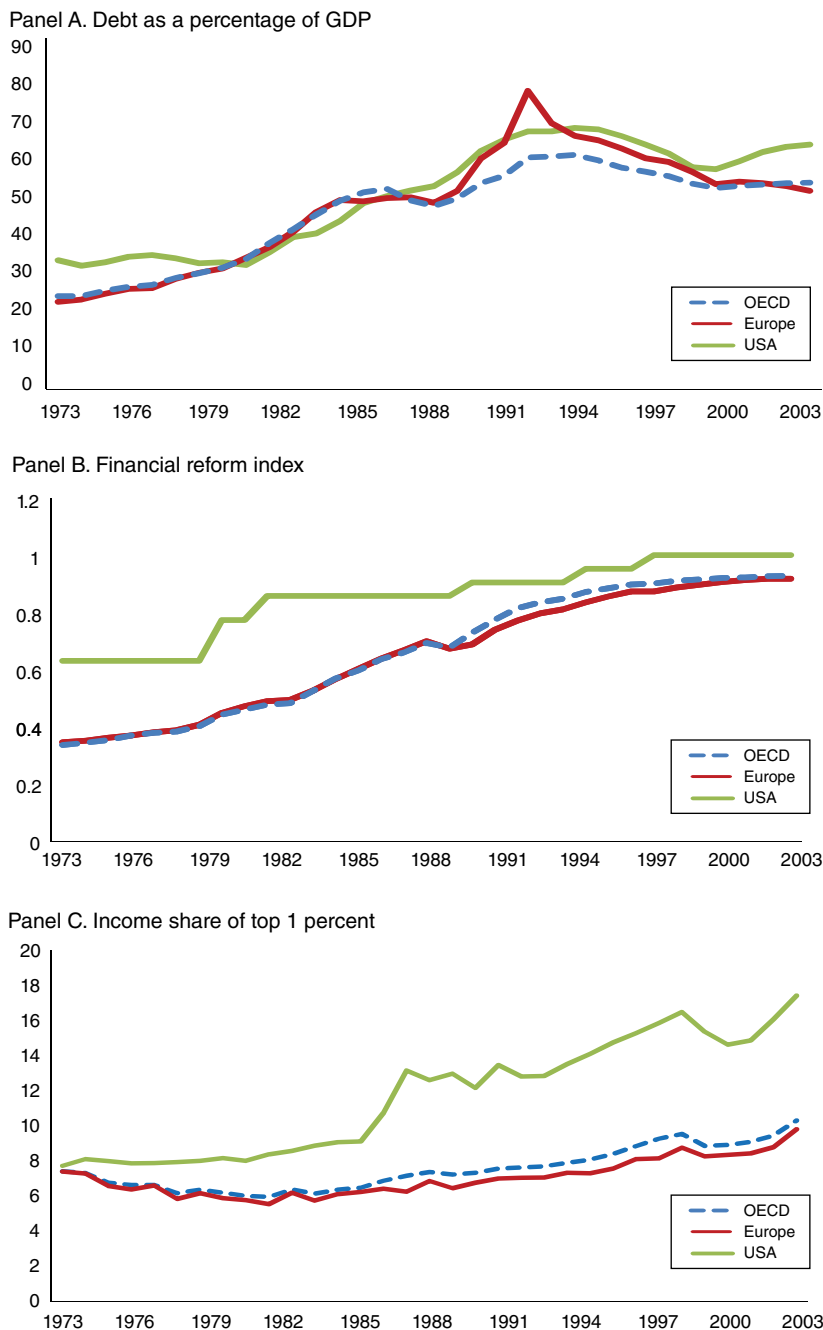 Panel A. Debt as a percentage of GDP
90
80
70
60
50
40
30
20
10
0
OECD
Europe
USA
1973 1976 1979 1982 1985 1988 1991 1994 1997 2000 2003
Panel B. Financial reform index
1.2
1
0.8
0.6
0.4
0.2
0
OECD
Europe
USA
1973 1976 1979 1982 1985 1988 1991 1994 1997 2000 2003
Panel C. Income share of top 1 percent
20
18
16
14
12
10
8
6
4
2
0
OECD
Europe
USA
1973 1976 1979 1982 1985 1988 1991 1994 1997 2000 2003